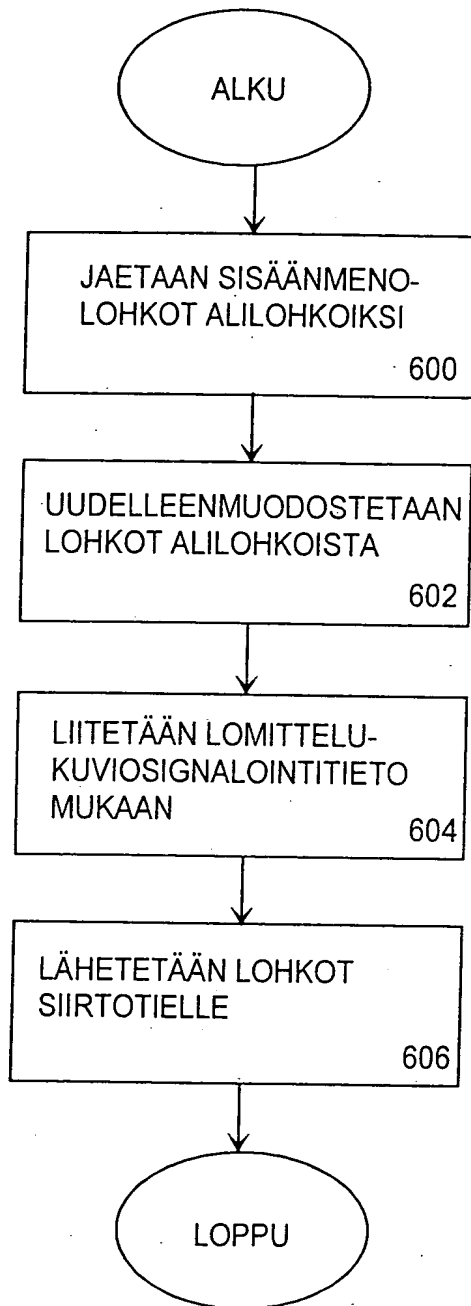 ALKU
JAETAAN SISÄÄNMENO-
LOHKOT ALILOHKOIKSI
600
UUDELLEENMUODOSTETAAN
LOHKOT ALILOHKOISTA
602
LIITETÄÄN LOMITTELU-
KUVIOSIGNALOINTITIETO
MUKAAN
604
LÄHETETÄÄN LOHKOT
SIIRTOTIELLE
606
LOPPU